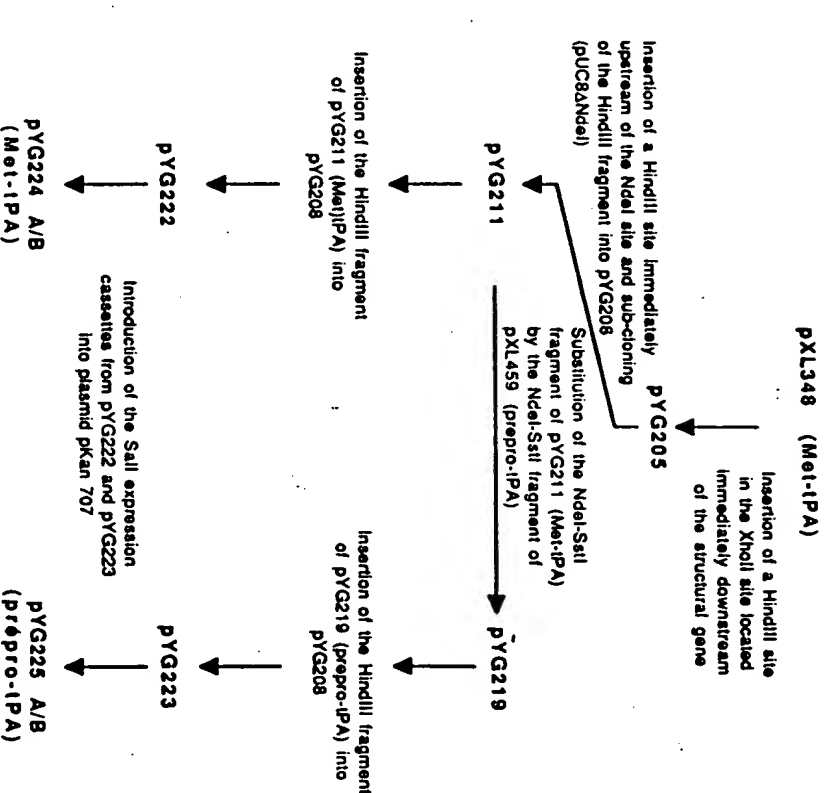 pXL348 (Met-tPA)
Insertion of a HindIII site
in the XhoII site located
immediately downstream
of the structural gene
pYG205
Insertion of a HindIII site immediately
upstream of the NdeI site and sub-cloning
of the HindIII fragment into pYG208
(pUC8ΔNdeI)
pYG211
Substitution of the NdeI-SstI
fragment of pYG211 (Met-tPA)
by the NdeI-SstI fragment of
pXL459 (prepro-tPA)
pYG219
Insertion of the HindIII fragment
of pYG211 (Met)tPA) into
pYG208
Insertion of the HindIII fragment
of pYG219 (prepro-tPA) into
pYG208
pYG222
pYG223
Introduction of the SalI expression
cassettes from pYG222 and pYG223
into plasmid pKan 707
pYG224 A/B
(Met-tPA)
pYG225 A/B
(prépro-tPA)